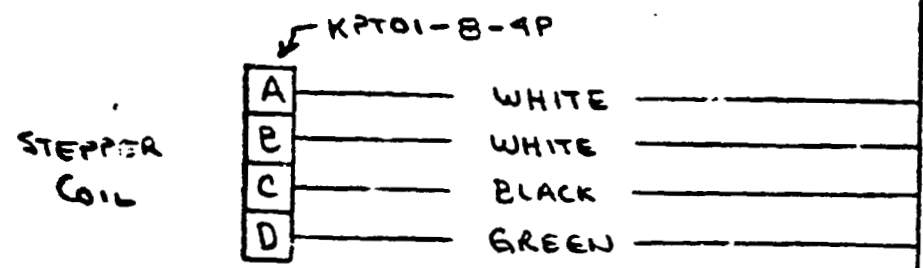 KPT01-8-4P
A WHITE
STEPPER B WHITE
COIL C BLACK
D GREEN